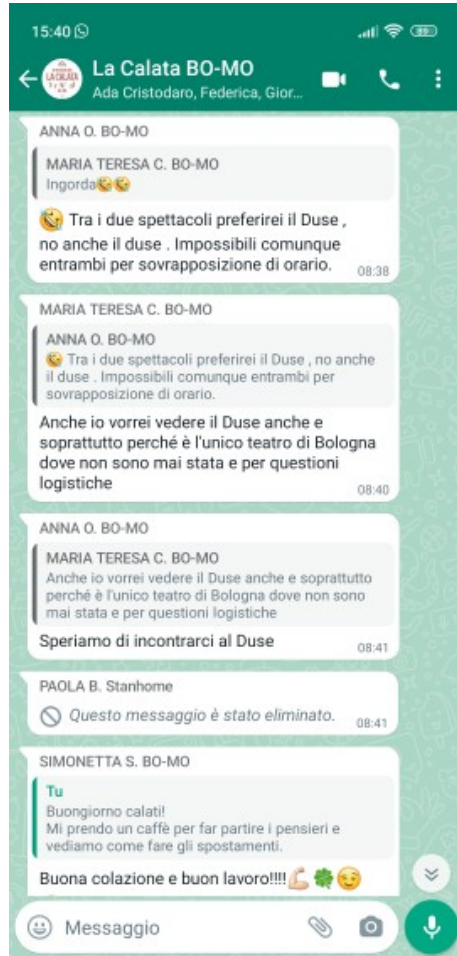 15:40
89
La Calata BO-MO
Ada Cristodaro, Federica, Gior...
LA CALATA
ANNA O. BO-MO
MARIA TERESA C. BO-MO
Ingorda🤣🤣
🤣 Tra i due spettacoli preferirei il Duse ,
no anche il duse . Impossibili comunque
entrambi per sovrapposizione di orario.
08:38
MARIA TERESA C. BO-MO
ANNA O. BO-MO
🤣 Tra i due spettacoli preferirei il Duse , no anche
il duse . Impossibili comunque entrambi per
sovrapposizione di orario.
Anche io vorrei vedere il Duse anche e
soprattutto perché è l'unico teatro di Bologna
dove non sono mai stata e per questioni
logistiche
08:40
ANNA O. BO-MO
MARIA TERESA C. BO-MO
Anche io vorrei vedere il Duse anche e soprattutto
perché è l'unico teatro di Bologna dove non sono
mai stata e per questioni logistiche
Speriamo di incontrarci al Duse
08:41
PAOLA B. Stanhome
Questo messaggio è stato eliminato.
08:41
SIMONETTA S. BO-MO
Tu
Buongiorno calati!
Mi prendo un caffè per far partire i pensieri e
vediamo come fare gli spostamenti.
Buona colazione e buon lavoro!!!!💪🏻🍀😉
Messaggio